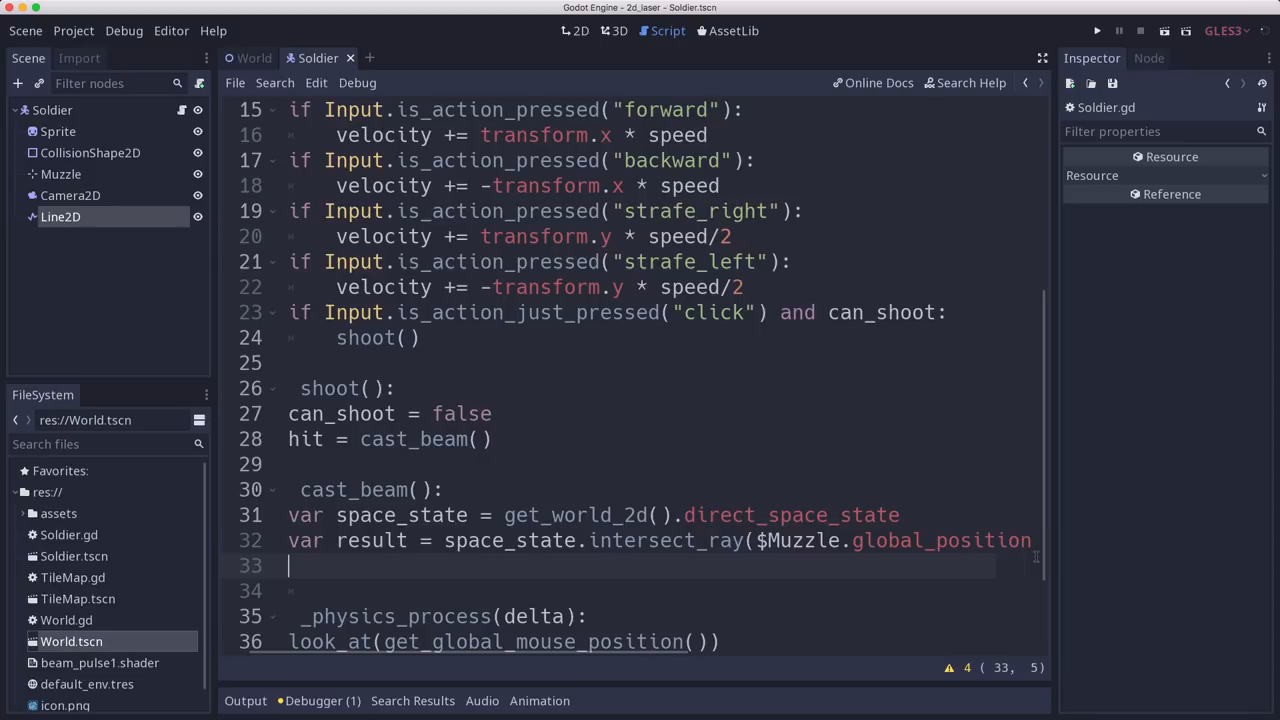 Godot Engine - 2d_laser - Soldier.tscn
Scene Project Debug Editor Help
2D 3D Script AssetLib
GLES3
Scene Import
World Soldier
Inspector Node
Filter nodes
File Search Edit Debug
Online Docs Search Help
Soldier
Sprite
CollisionShape2D
Muzzle
Camera2D
Line2D
15 if Input.is_action_pressed("forward"):
16 velocity += transform.x * speed
17 if Input.is_action_pressed("backward"):
18 velocity += -transform.x * speed
19 if Input.is_action_pressed("strafe_right"):
20 velocity += transform.y * speed/2
21 if Input.is_action_pressed("strafe_left"):
22 velocity += -transform.y * speed/2
23 if Input.is_action_just_pressed("click") and can_shoot:
24 shoot()
25
26 shoot():
27 can_shoot = false
28 hit = cast_beam()
29
30 cast_beam():
31 var space_state = get_world_2d().direct_space_state
32 var result = space_state.intersect_ray($Muzzle.global_position
33
34
35 _physics_process(delta):
36 look_at(get_global_mouse_position())
4 ( 33, 5)
Soldier.gd
Filter properties
Resource
Resource
Reference
FileSystem
res://World.tscn
Search files
Favorites:
res://
assets
Soldier.gd
Soldier.tscn
TileMap.gd
TileMap.tscn
World.gd
World.tscn
beam_pulse1.shader
default_env.tres
icon.png
Output Debugger (1) Search Results Audio Animation